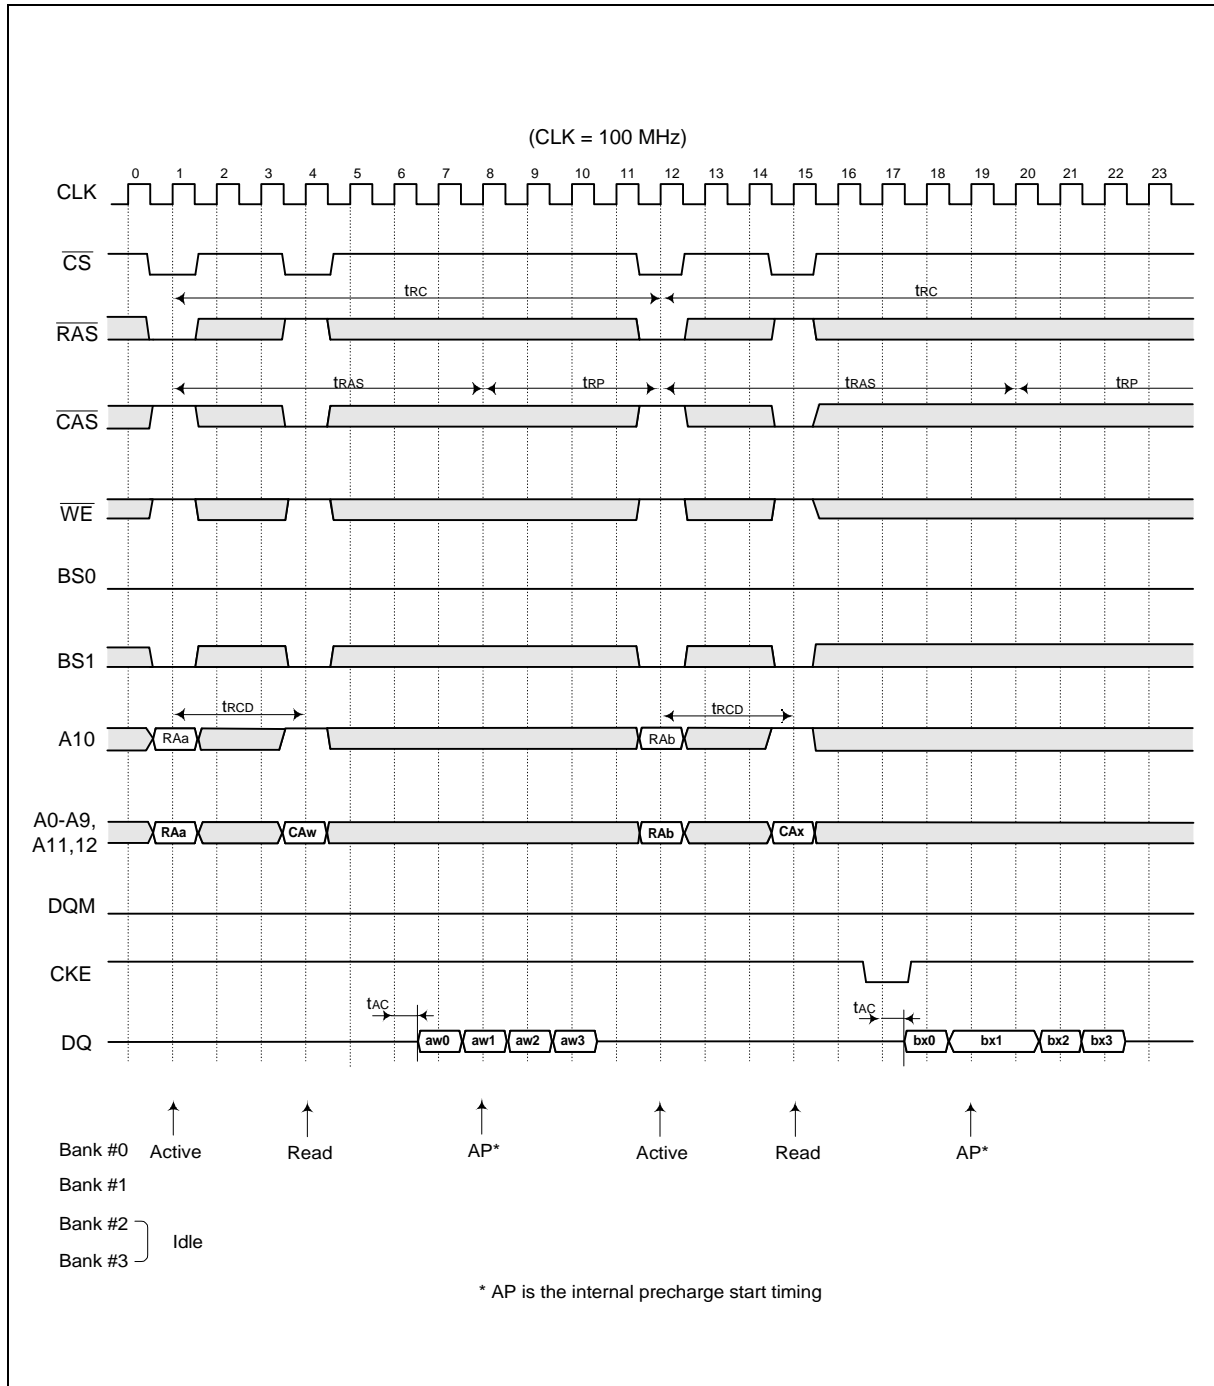 (CLK = 100 MHz)
0 1 2 3 4 5 6 7 8 9 10 11 12 13 14 15 16 17 18 19 20 21 22 23
CLK
CS
tRC tRC
RAS
tRAS tRP tRAS tRP
CAS
WE
BS0
BS1
tRCD tRCD
A10 RAa RAb
A0-A9,
A11,12 RAa CAw RAb CAx
DQM
CKE
tAC tAC
DQ aw0 aw1 aw2 aw3 bx0 bx1 bx2 bx3
Bank #0 Active Read AP* Active Read AP*
Bank #1
Bank #2
Idle
Bank #3
* AP is the internal precharge start timing